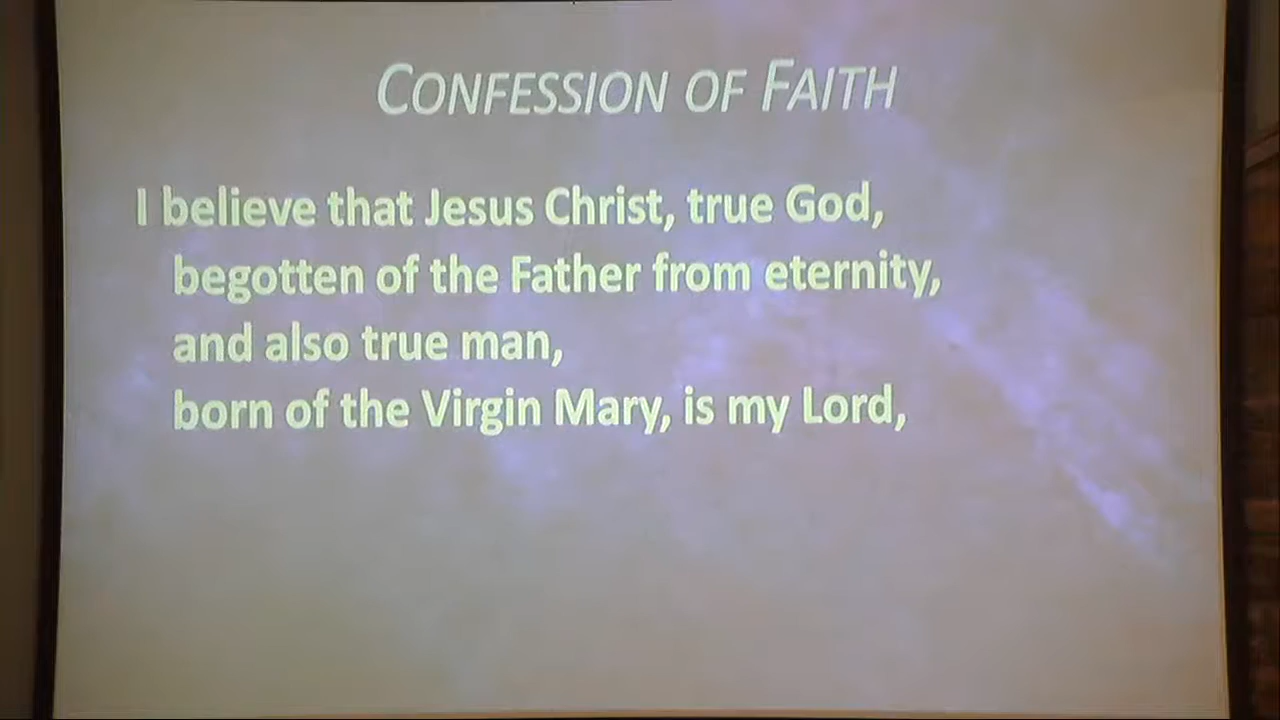 CONFESSION OF FAITH
I believe that Jesus Christ, true God,
begotten of the Father from eternity,
and also true man,
born of the Virgin Mary, is my Lord,